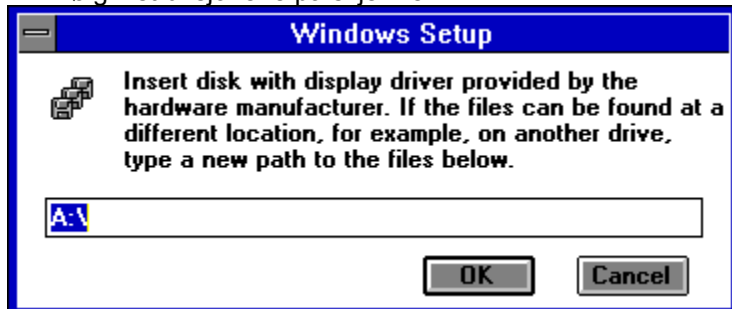 Windows Setup
Insert disk with display driver provided by the
hardware manufacturer. If the files can be found at a
different location, for example, on another drive,
type a new path to the files below.
A:\
OK
Cancel